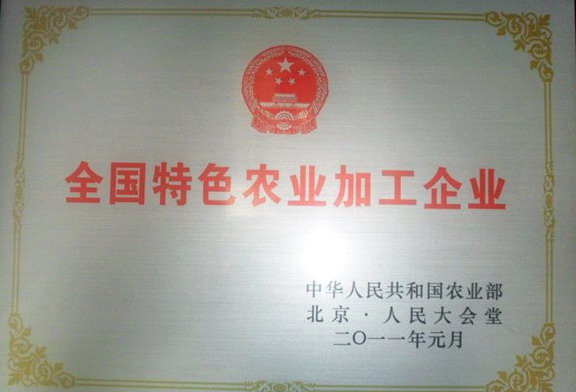 全国特色农业加工企业
中华人民共和国农业部
北京·人民大会堂
二〇一一年元月